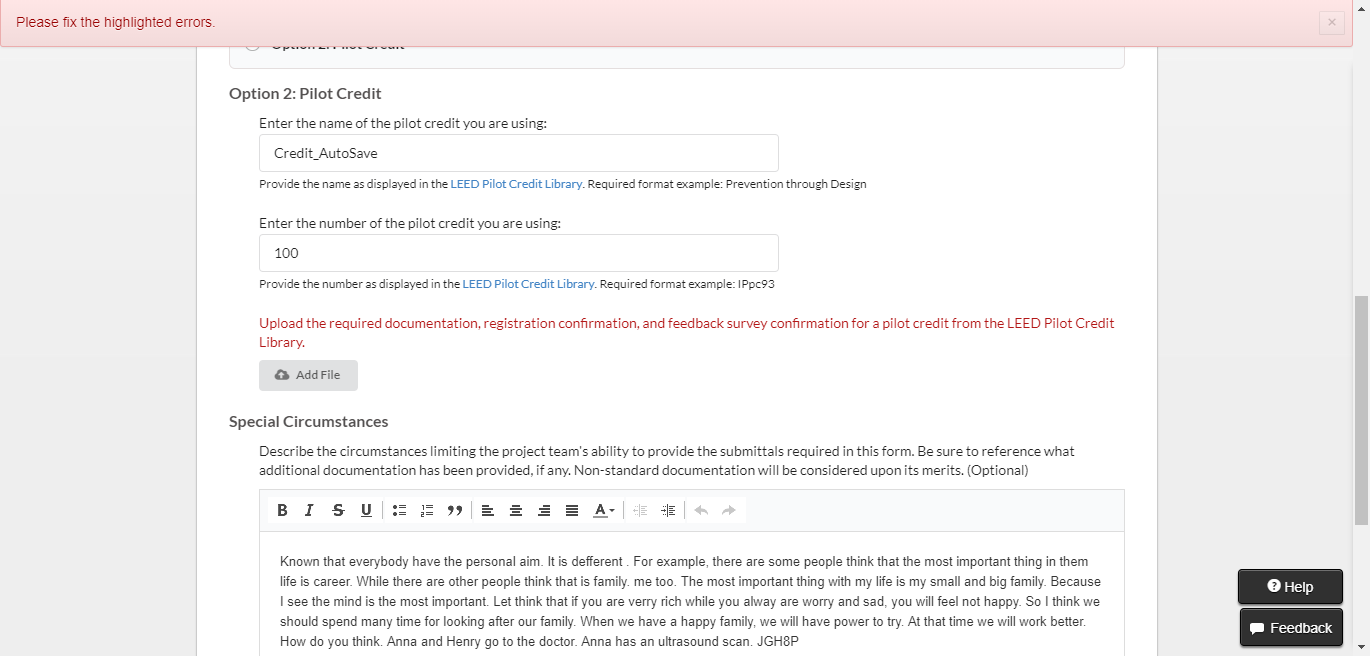 Please fix the highlighted errors.
×
Option 2: Pilot Credit
Option 2: Pilot Credit
Enter the name of the pilot credit you are using:
Credit_AutoSave
Provide the name as displayed in the LEED Pilot Credit Library. Required format example: Prevention through Design
Enter the number of the pilot credit you are using:
100
Provide the number as displayed in the LEED Pilot Credit Library. Required format example: IPpc93
Upload the required documentation, registration confirmation, and feedback survey confirmation for a pilot credit from the LEED Pilot Credit
Library.
Add File
Special Circumstances
Describe the circumstances limiting the project team's ability to provide the submittals required in this form. Be sure to reference what
additional documentation has been provided, if any. Non-standard documentation will be considered upon its merits. (Optional)
B I S U A
Known that everybody have the personal aim. It is defferent . For example, there are some people think that the most important thing in them
life is career. While there are other people think that is family. me too. The most important thing with my life is my small and big family. Because
I see the mind is the most important. Let think that if you are verry rich while you alway are worry and sad, you will feel not happy. So I think we
should spend many time for looking after our family. When we have a happy family, we will have power to try. At that time we will work better.
How do you think. Anna and Henry go to the doctor. Anna has an ultrasound scan. JGH8P
Help
Feedback